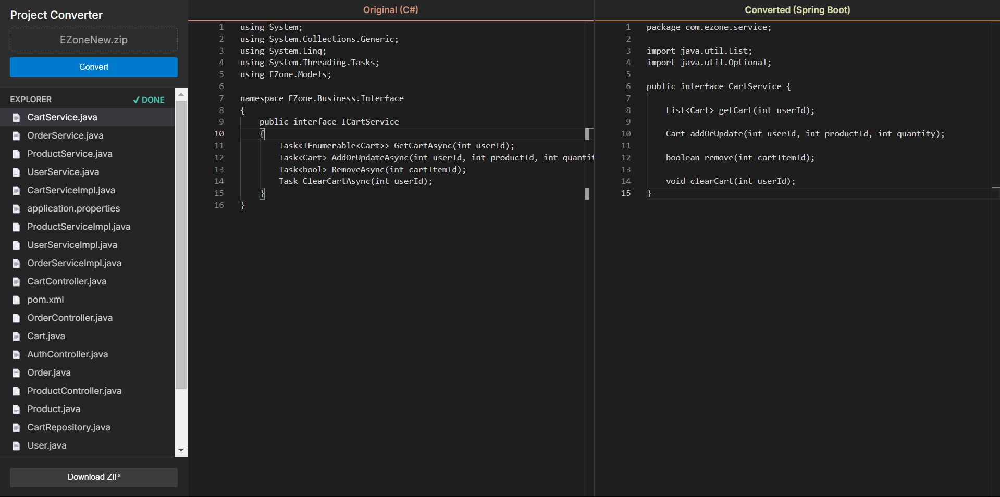 Project Converter
EZoneNew.zip
Convert
EXPLORER
✓ DONE
CartService.java
OrderService.java
ProductService.java
UserService.java
CartServiceImpl.java
application.properties
ProductServiceImpl.java
UserServiceImpl.java
OrderServiceImpl.java
CartController.java
pom.xml
OrderController.java
Cart.java
AuthController.java
Order.java
ProductController.java
Product.java
CartRepository.java
User.java
Download ZIP
Original (C#)
1 using System;
2 using System.Collections.Generic;
3 using System.Linq;
4 using System.Threading.Tasks;
5 using EZone.Models;
6
7 namespace EZone.Business.Interface
8 {
9 public interface ICartService
10 {
11 Task<IEnumerable<Cart>> GetCartAsync(int userId);
12 Task<Cart> AddOrUpdateAsync(int userId, int productId, int quantit
13 Task<bool> RemoveAsync(int cartItemId);
14 Task ClearCartAsync(int userId);
15 }
16 }
Converted (Spring Boot)
1 package com.ezone.service;
2
3 import java.util.List;
4 import java.util.Optional;
5
6 public interface CartService {
7
8 List<Cart> getCart(int userId);
9
10 Cart addOrUpdate(int userId, int productId, int quantity);
11
12 boolean remove(int cartItemId);
13
14 void clearCart(int userId);
15 }